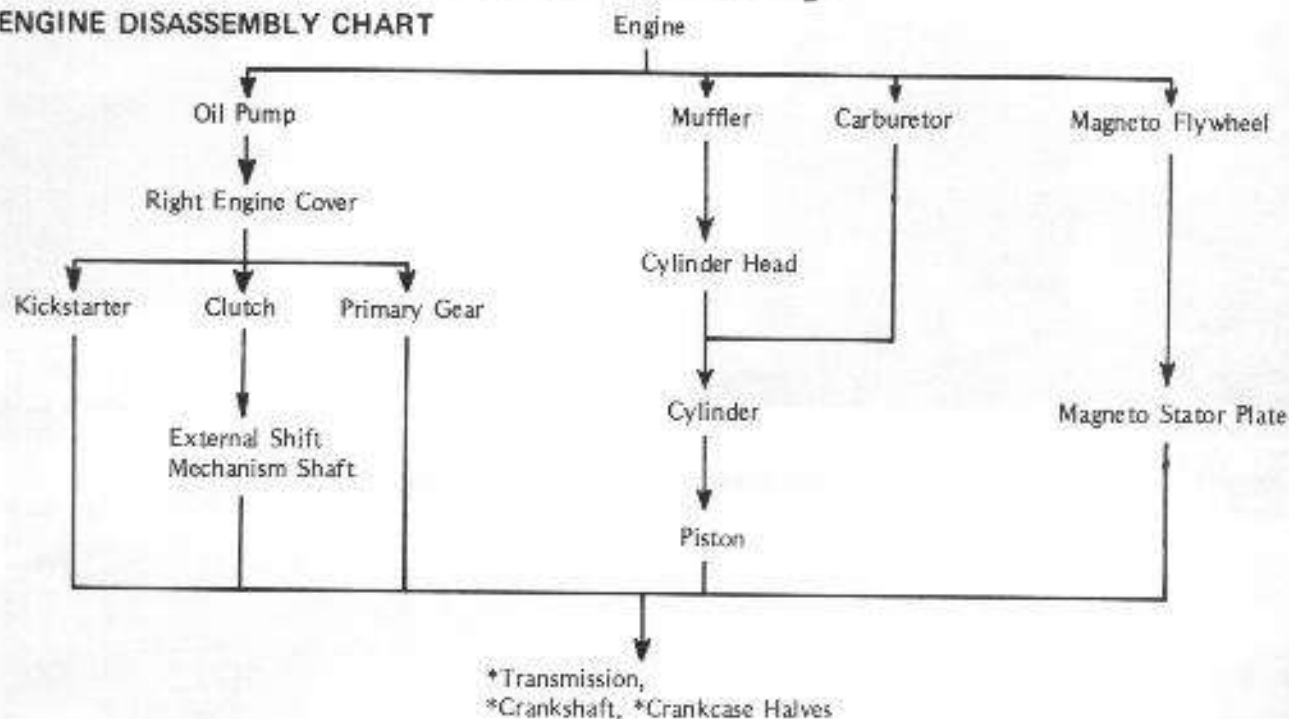 ENGINE DISASSEMBLY CHART
Engine
Oil Pump
Muffler
Carburetor
Magneto Flywheel
Right Engine Cover
Cylinder Head
Kickstarter
Clutch
Primary Gear
Cylinder
Magneto Stator Plate
External Shift
Mechanism Shaft
Piston
*Transmission,
*Crankshaft, *Crankcase Halves